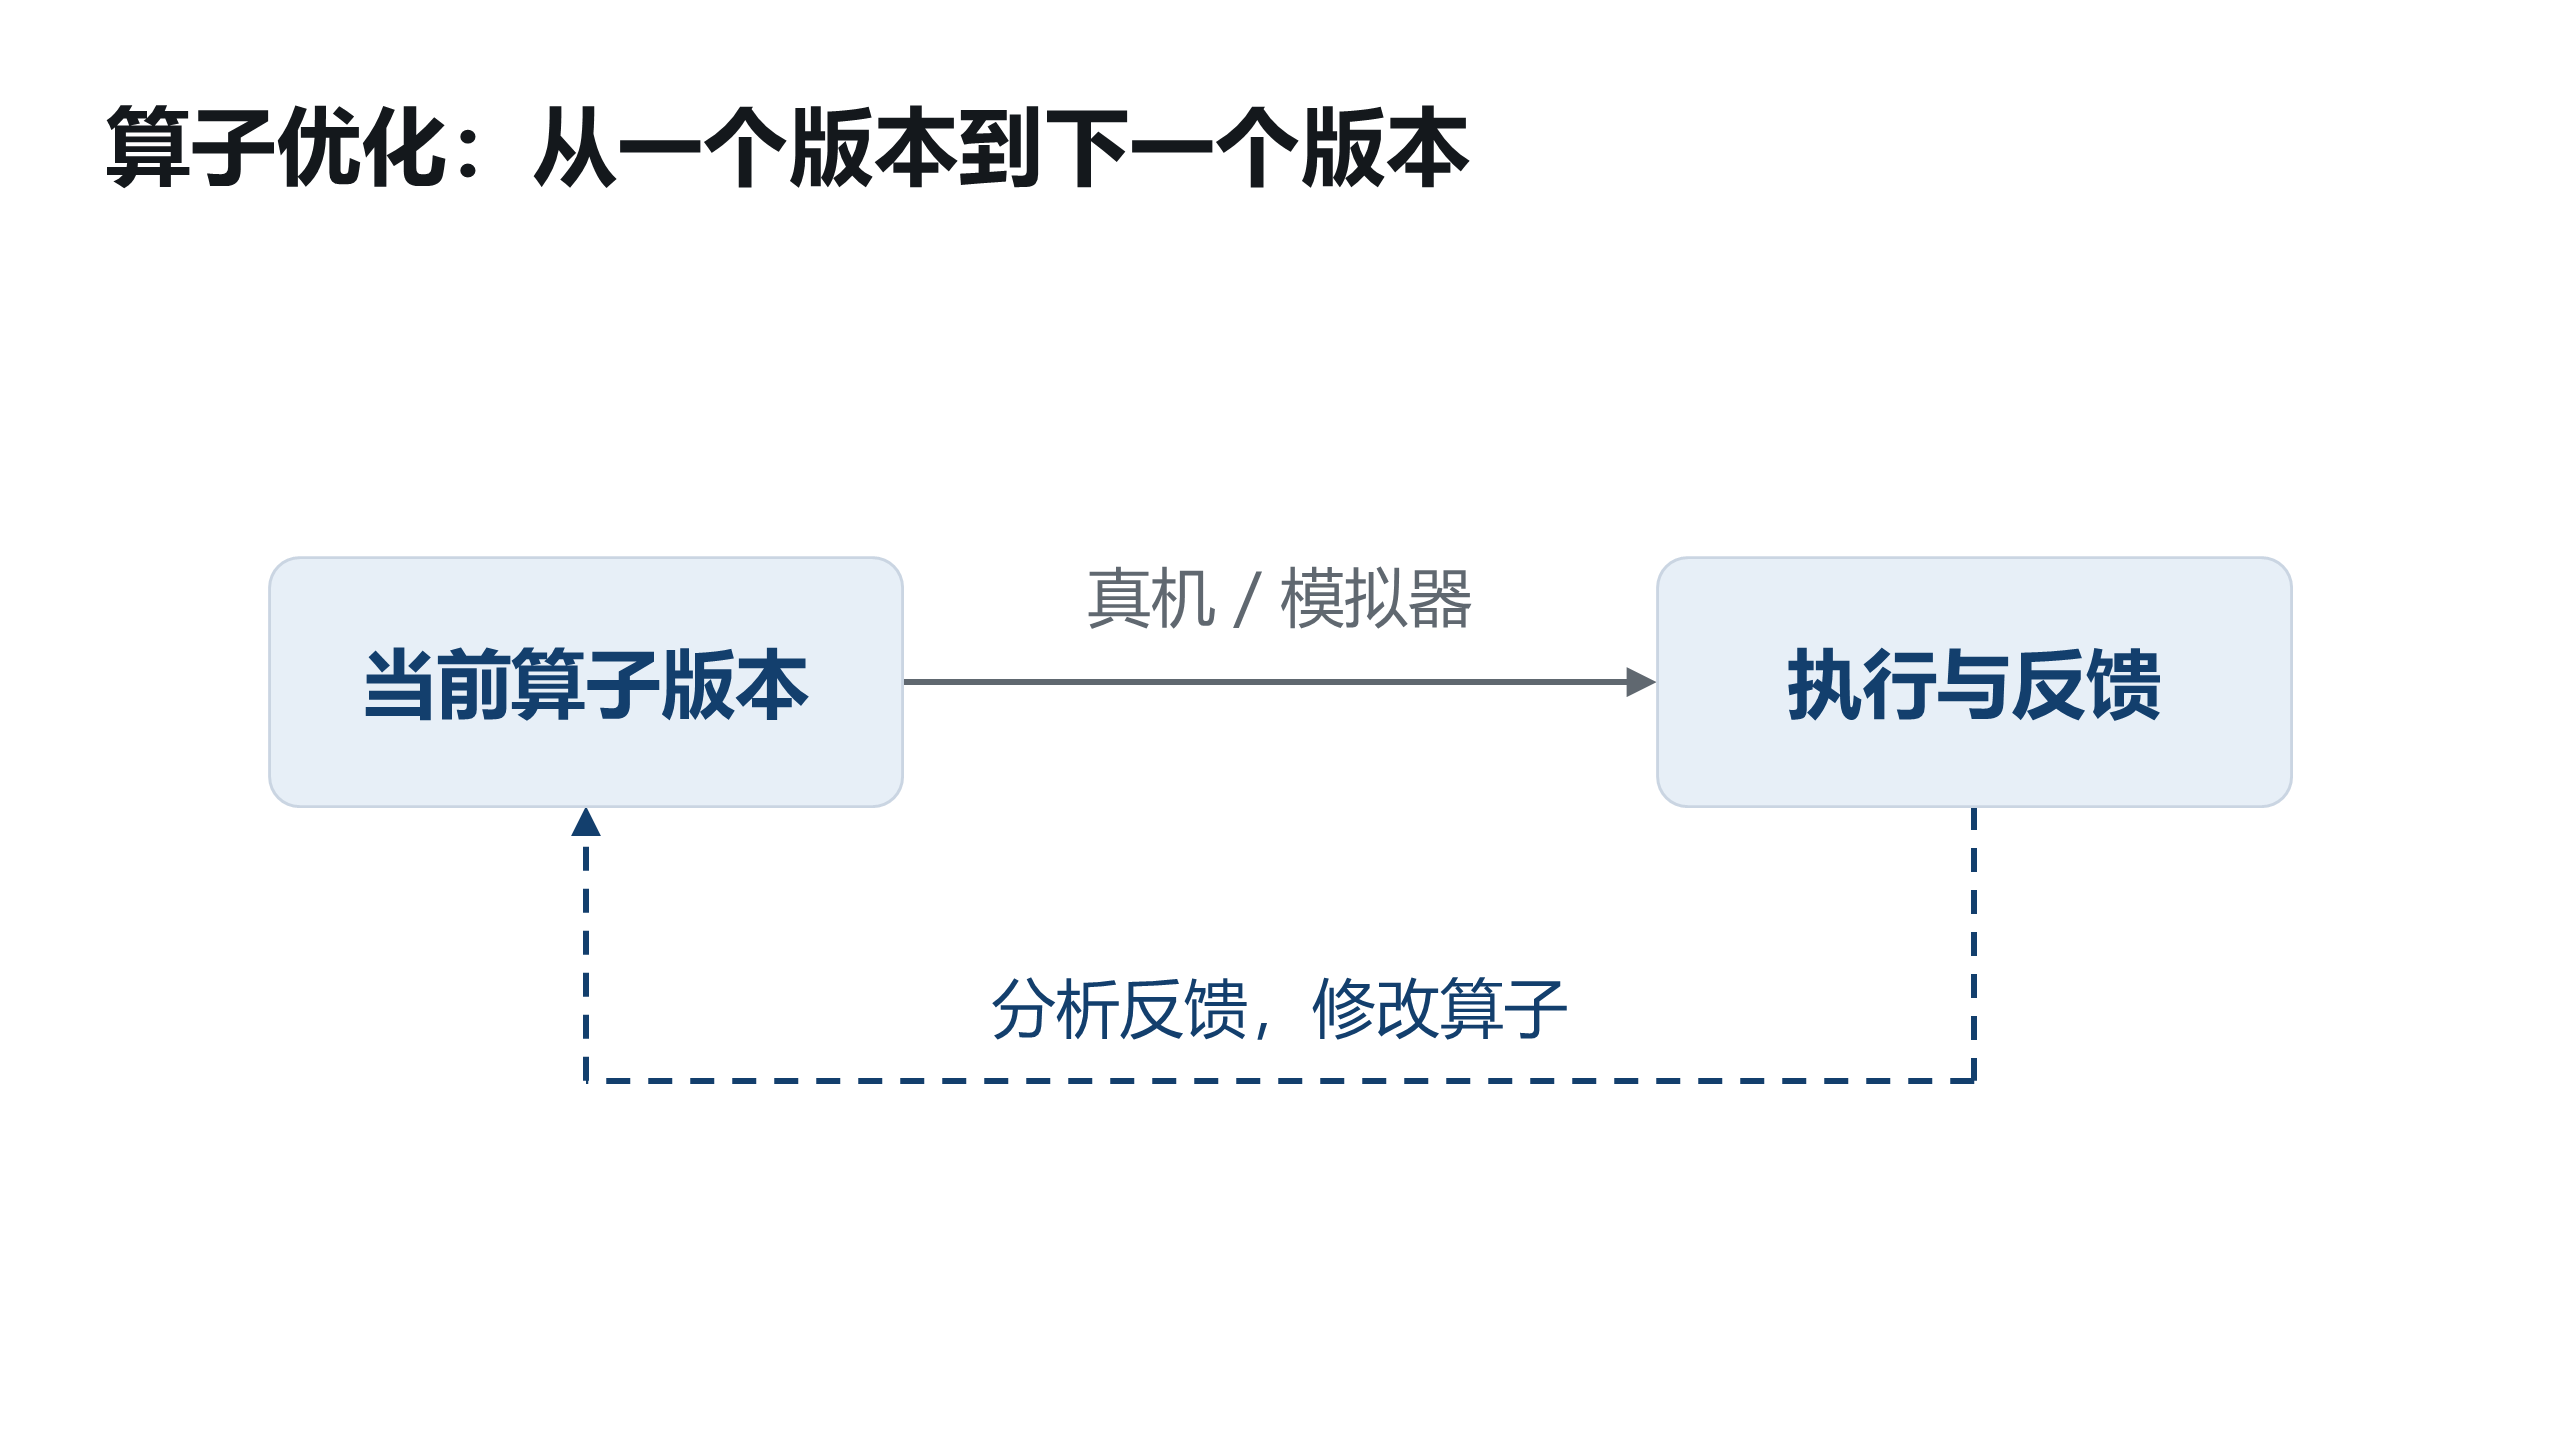 算子优化：从一个版本到下一个版本
真机 / 模拟器
当前算子版本
执行与反馈
分析反馈，修改算子